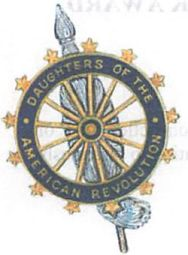 DAUGHTERS OF THE
AMERICAN REVOLUTION